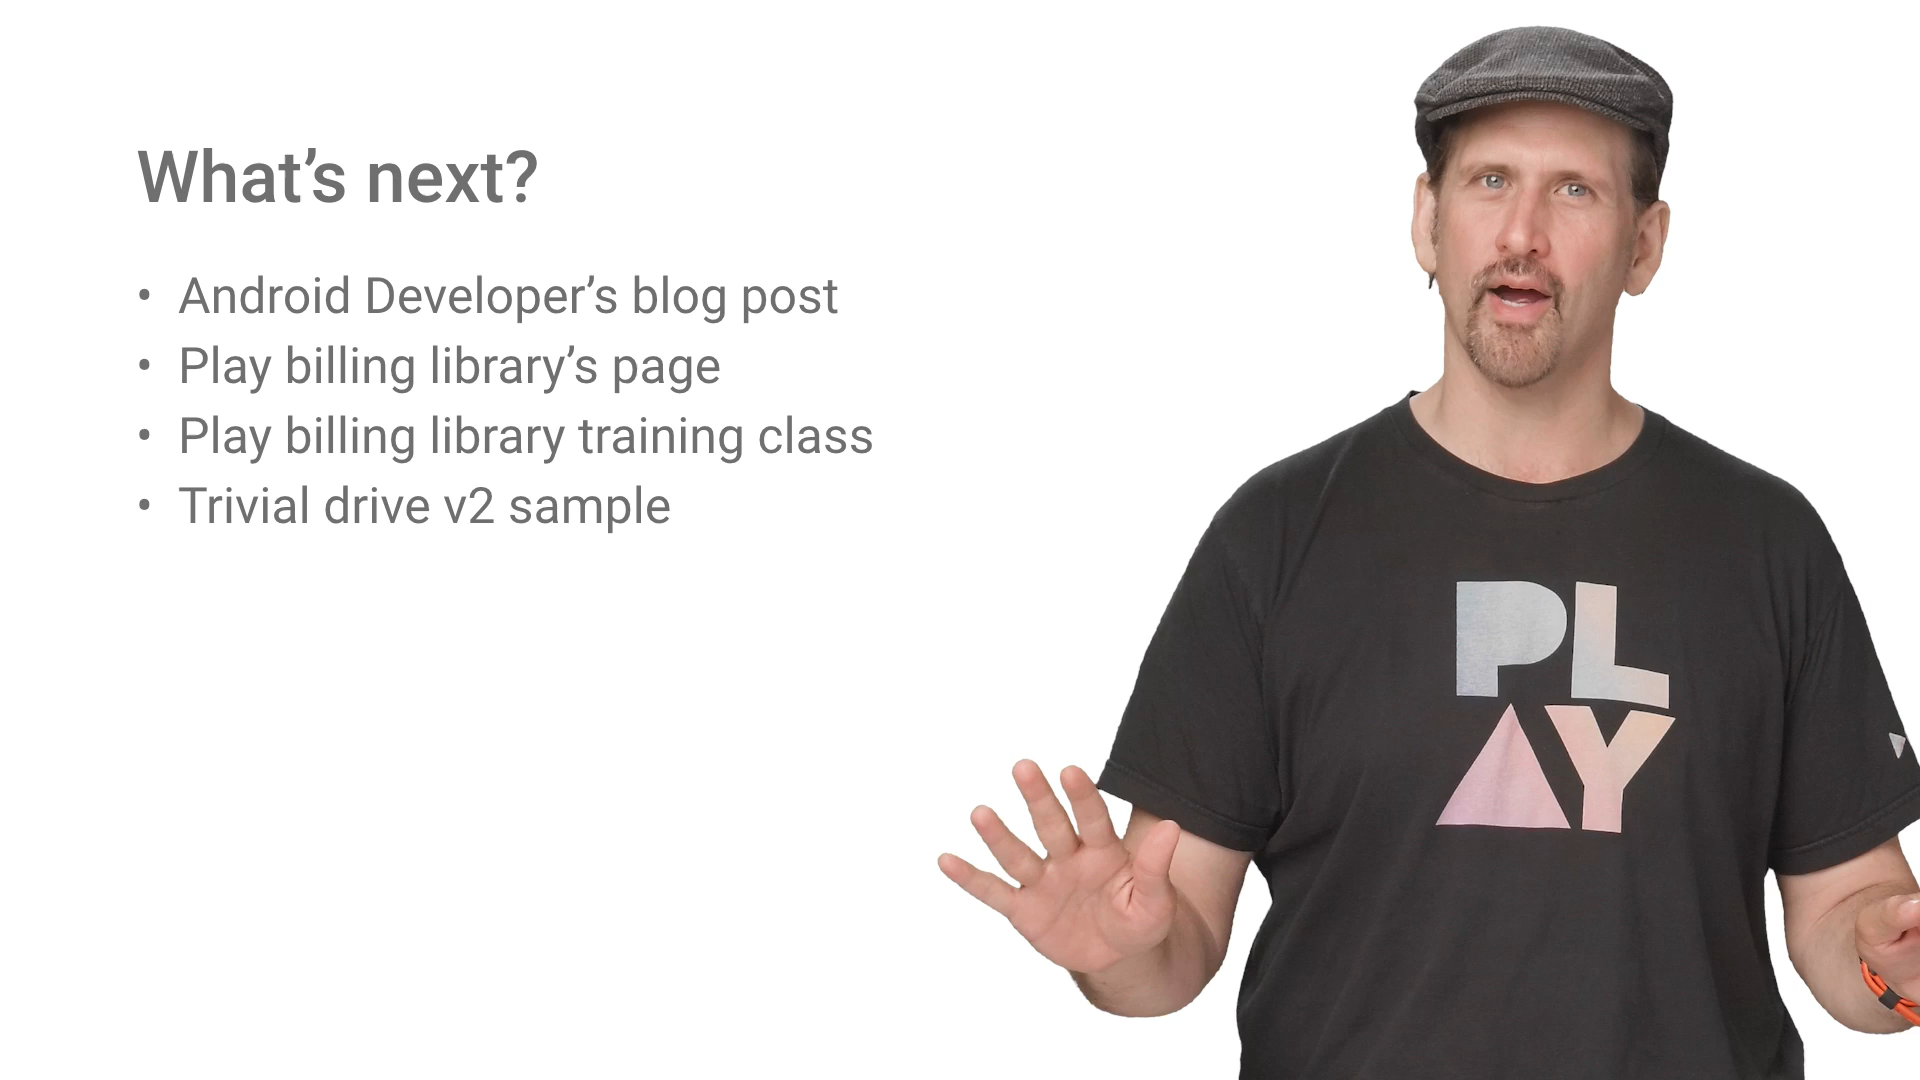 What’s next?
• Android Developer’s blog post
• Play billing library’s page
• Play billing library training class
• Trivial drive v2 sample
PL
AY